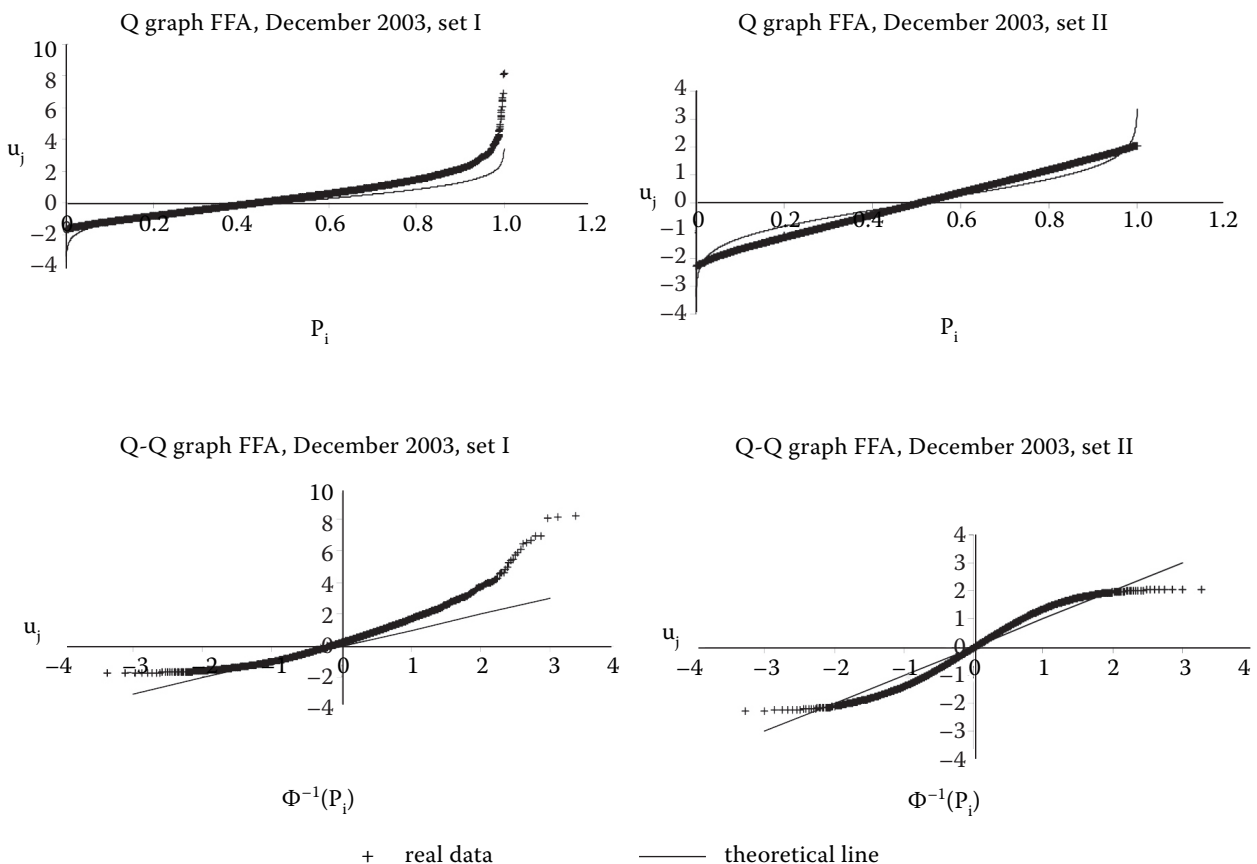 Q graph FFA, December 2003, set I
10
8
6
4
2
0
−2
−4
u_j
0 0.2 0.4 0.6 0.8 1.0 1.2
P_i
Q graph FFA, December 2003, set II
4
3
2
1
0
−1
−2
−3
−4
u_j
0 0.2 0.4 0.6 0.8 1.0 1.2
P_i
Q-Q graph FFA, December 2003, set I
10
8
6
4
2
0
−2
−4
u_j
−4 −3 −2 −1 0 1 2 3 4
Φ⁻¹(P_i)
Q-Q graph FFA, December 2003, set II
4
3
2
1
0
−1
−2
−3
−4
u_j
−4 −3 −2 −1 0 1 2 3 4
Φ⁻¹(P_i)
+ real data
theoretical line